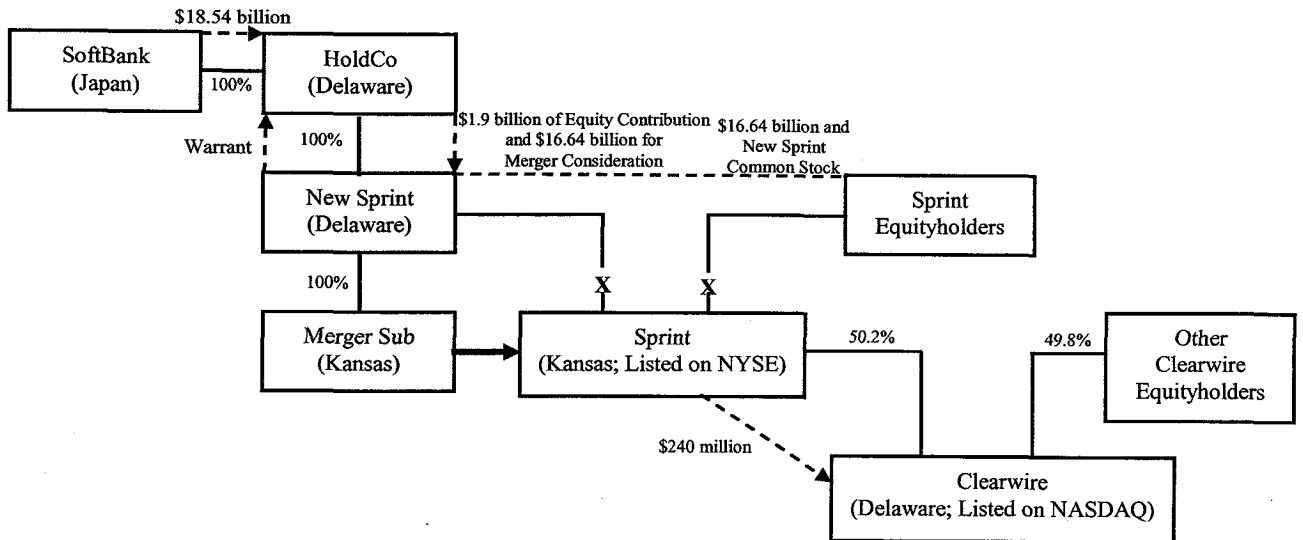 $18.54 billion
SoftBank
(Japan)
100%
HoldCo
(Delaware)
Warrant
100%
$1.9 billion of Equity Contribution
and $16.64 billion for
Merger Consideration
$16.64 billion and
New Sprint
Common Stock
New Sprint
(Delaware)
Sprint
Equityholders
100%
X
X
Merger Sub
(Kansas)
Sprint
(Kansas; Listed on NYSE)
50.2%
49.8%
Other
Clearwire
Equityholders
$240 million
Clearwire
(Delaware; Listed on NASDAQ)